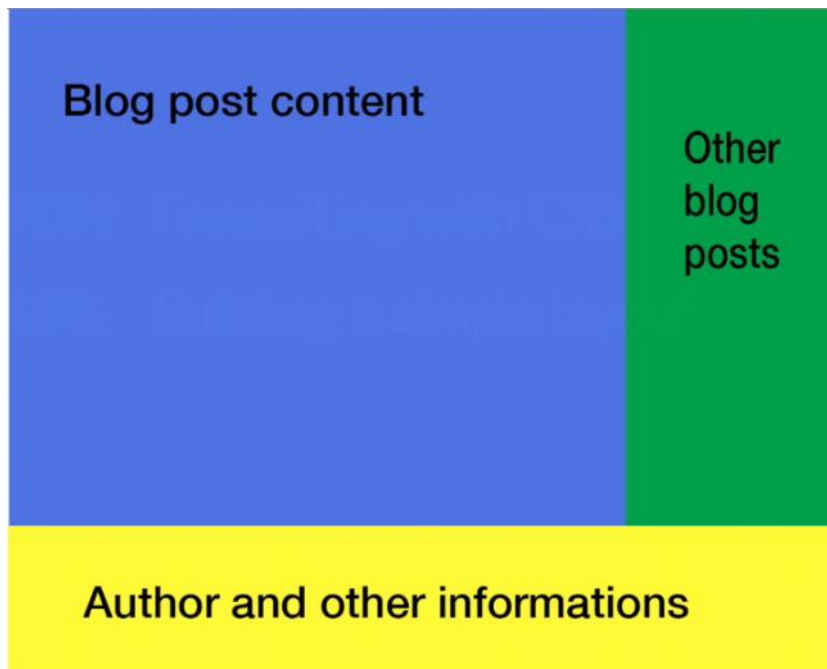 Blog post content
Other
blog
posts
Author and other informations